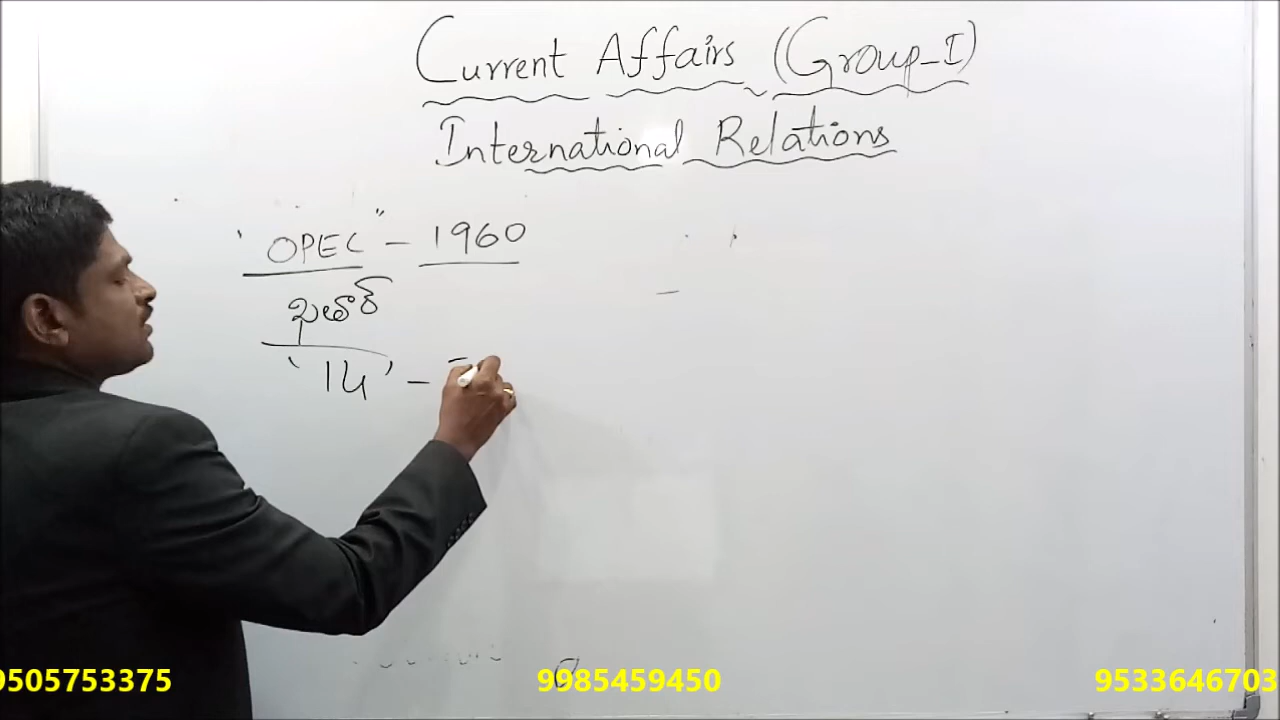 Current Affairs (Group-I)
International Relations
' OPEC " - 1960
ఖతార్
' 14 ' -
9505753375
9985459450
9533646703